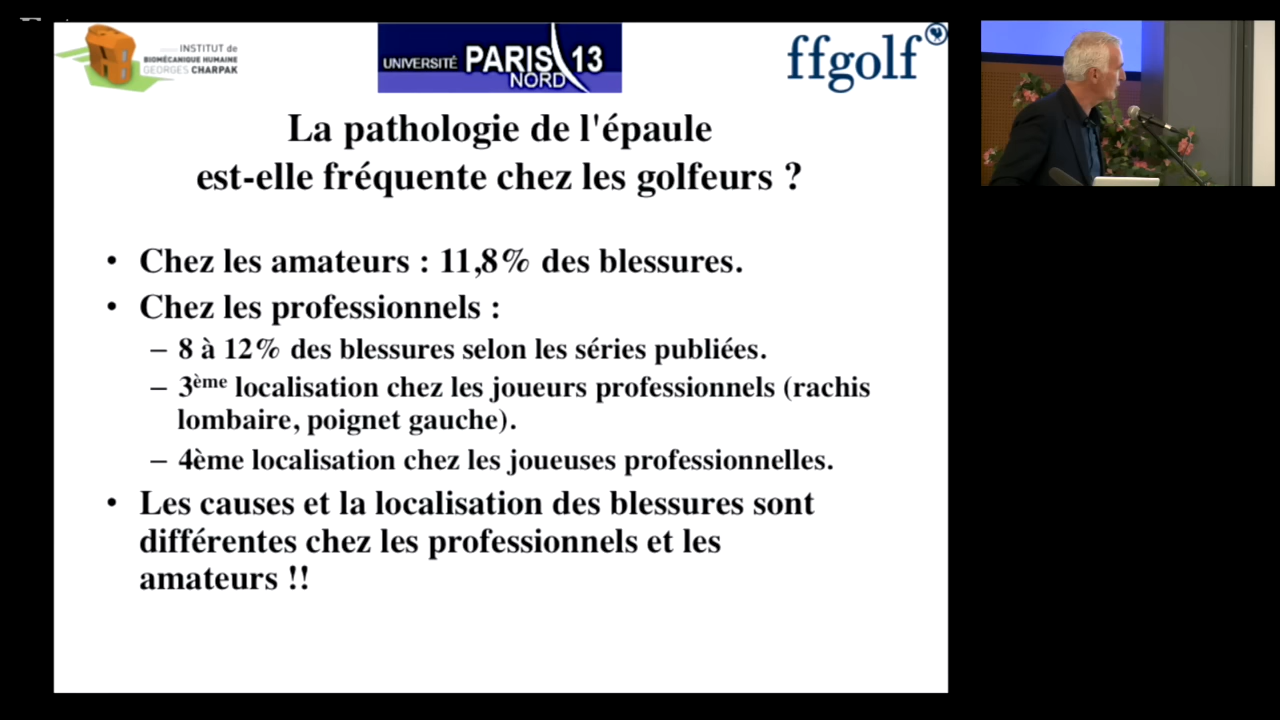 INSTITUT de
BIOMÉCANIQUE HUMAINE
GEORGES CHARPAK
UNIVERSITÉ PARIS 13
NORD
ffgolf
La pathologie de l'épaule
est-elle fréquente chez les golfeurs ?
• Chez les amateurs : 11,8% des blessures.
• Chez les professionnels :
– 8 à 12% des blessures selon les séries publiées.
– 3ème localisation chez les joueurs professionnels (rachis
lombaire, poignet gauche).
– 4ème localisation chez les joueuses professionnelles.
• Les causes et la localisation des blessures sont
différentes chez les professionnels et les
amateurs !!